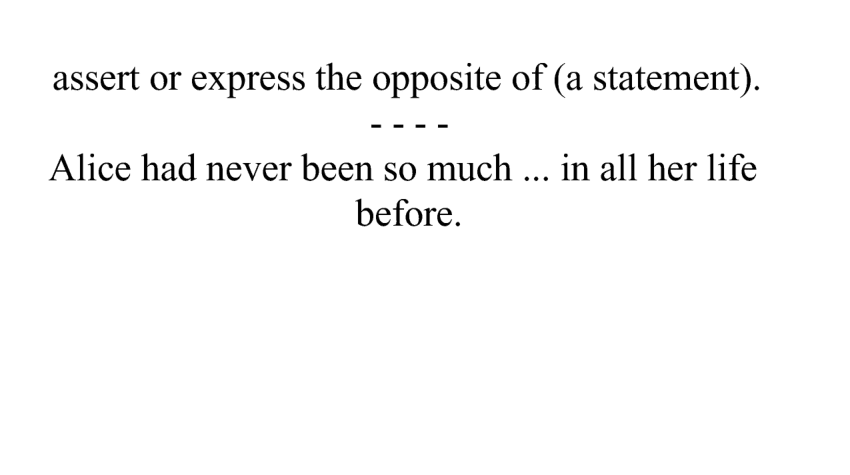 assert or express the opposite of (a statement).
- - - -
Alice had never been so much ... in all her life
before.